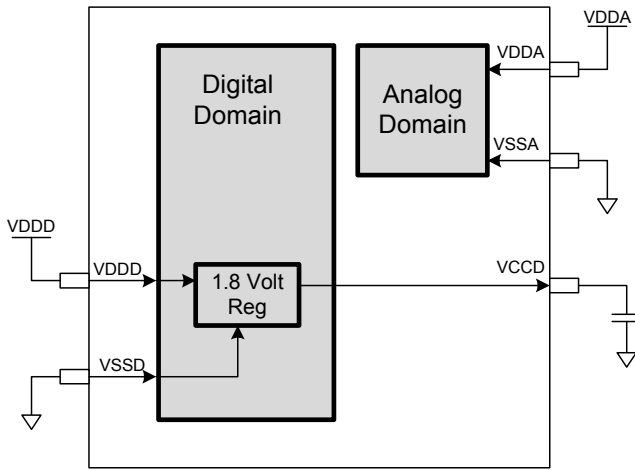 VDDA
VDDA
Digital
Domain
Analog
Domain
VSSA
VDDD
VDDD
1.8 Volt
Reg
VCCD
VSSD